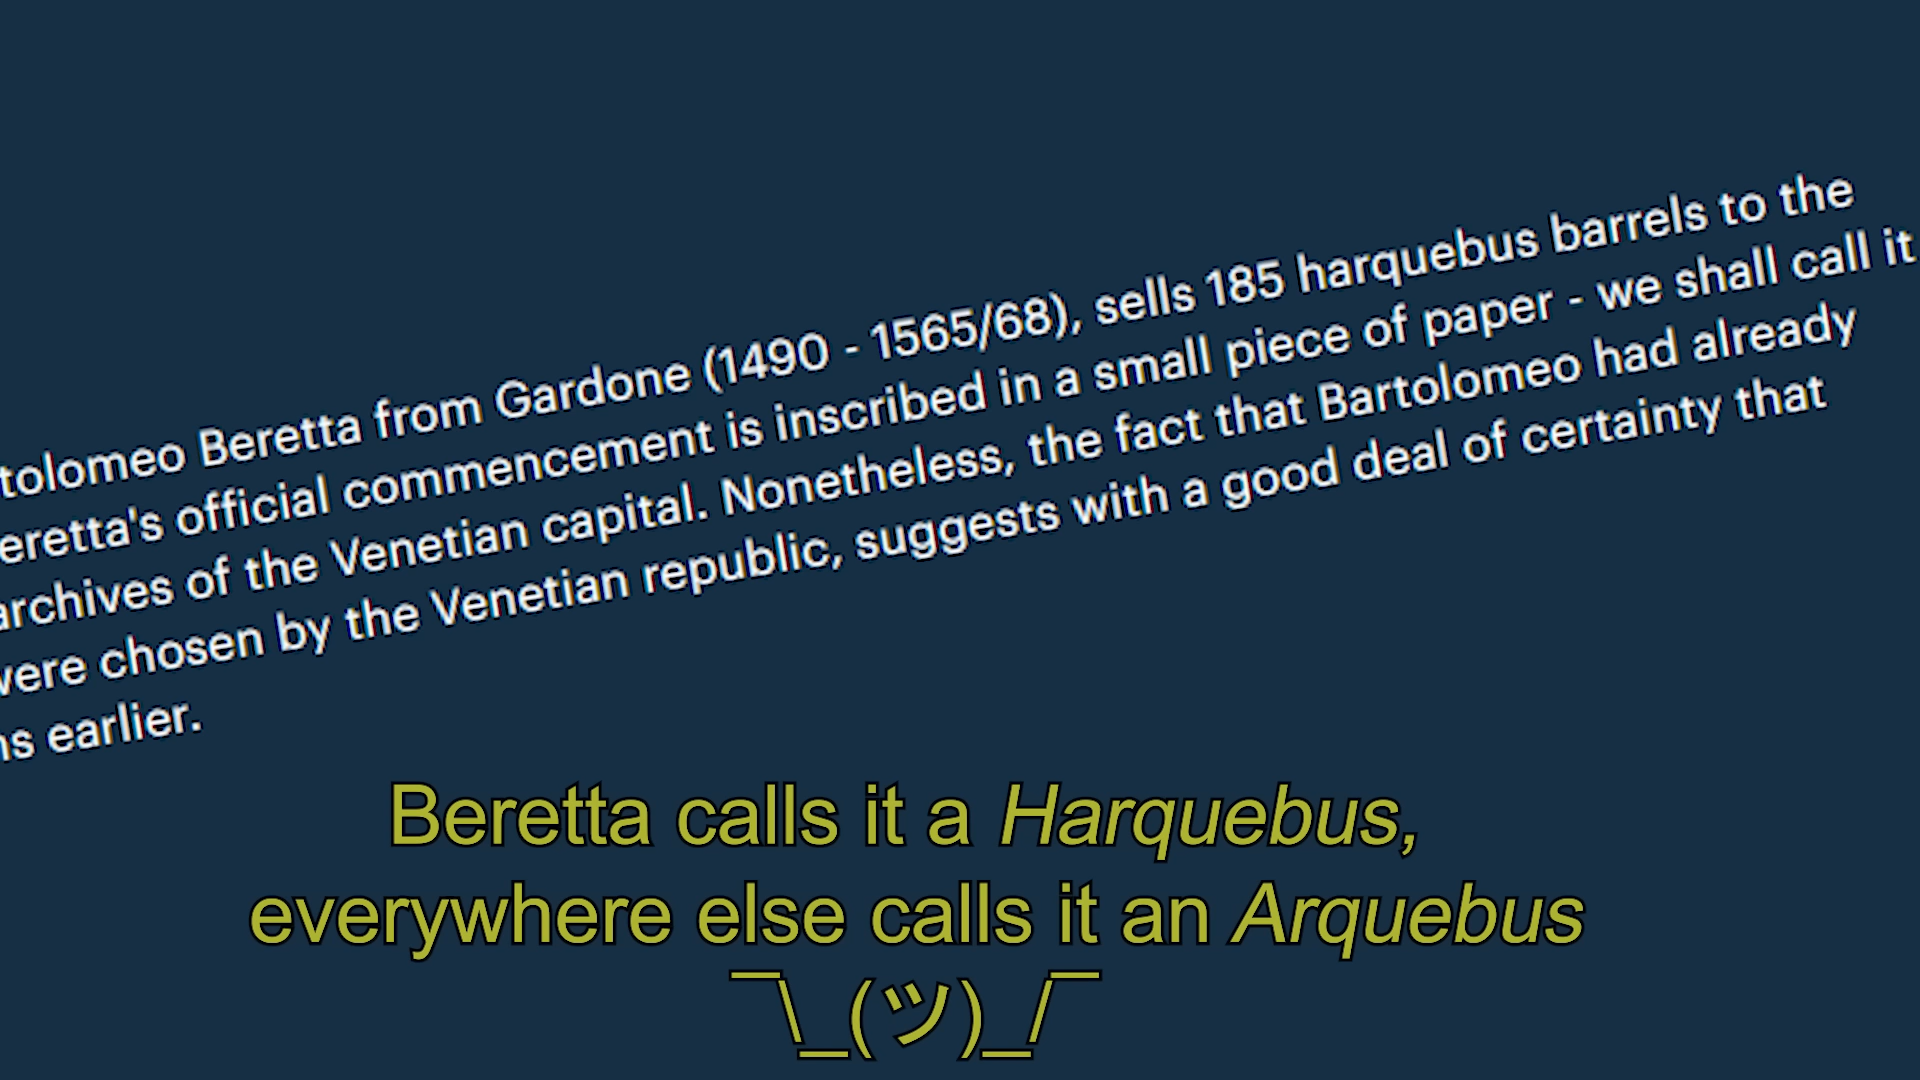 tolomeo Beretta from Gardone (1490 - 1565/68), sells 185 harquebus barrels to the
eretta's official commencement is inscribed in a small piece of paper - we shall call it
archives of the Venetian capital. Nonetheless, the fact that Bartolomeo had already
were chosen by the Venetian republic, suggests with a good deal of certainty that
ns earlier.
Beretta calls it a Harquebus,
everywhere else calls it an Arquebus
¯\_(ツ)_/¯